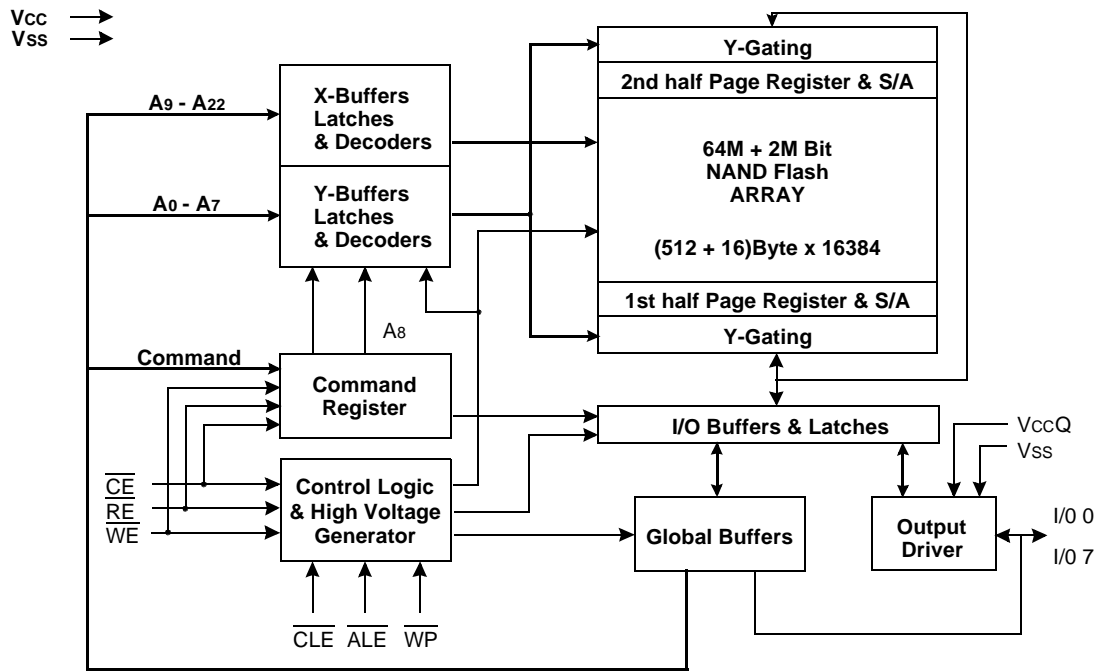 VCC
VSS
A9 - A22
X-Buffers
Latches
& Decoders
A0 - A7
Y-Buffers
Latches
& Decoders
A8
Y-Gating
2nd half Page Register & S/A
64M + 2M Bit
NAND Flash
ARRAY
(512 + 16)Byte x 16384
1st half Page Register & S/A
Y-Gating
Command
Command
Register
I/O Buffers & Latches
VCCQ
VSS
CE
RE
WE
Control Logic
& High Voltage
Generator
Global Buffers
Output
Driver
I/0 0
I/0 7
CLE
ALE
WP